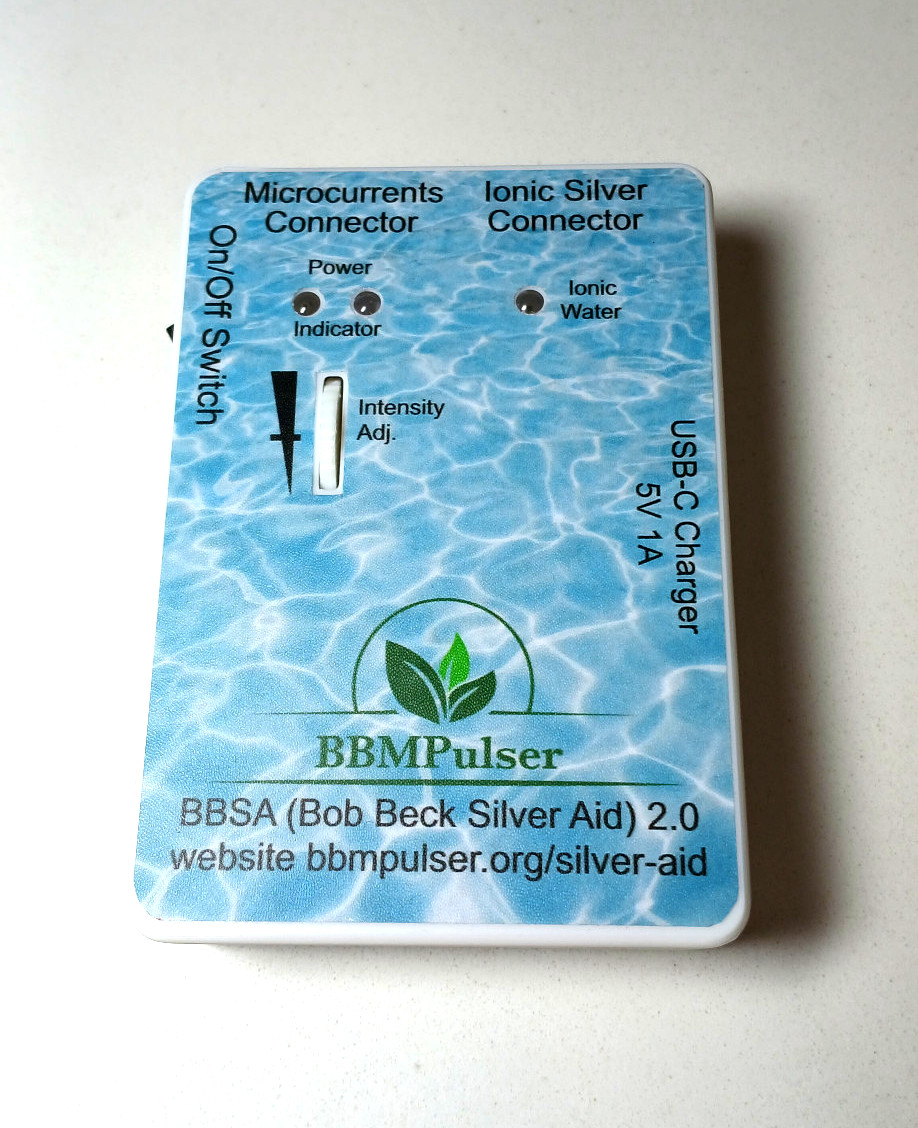 Microcurrents
Connector
Ionic Silver
Connector
On/Off Switch
Power
Indicator
Ionic
Water
Intensity
Adj.
USB-C Charger
5V 1A
BBMPulser
BBSA (Bob Beck Silver Aid) 2.0
website bbmpulser.org/silver-aid